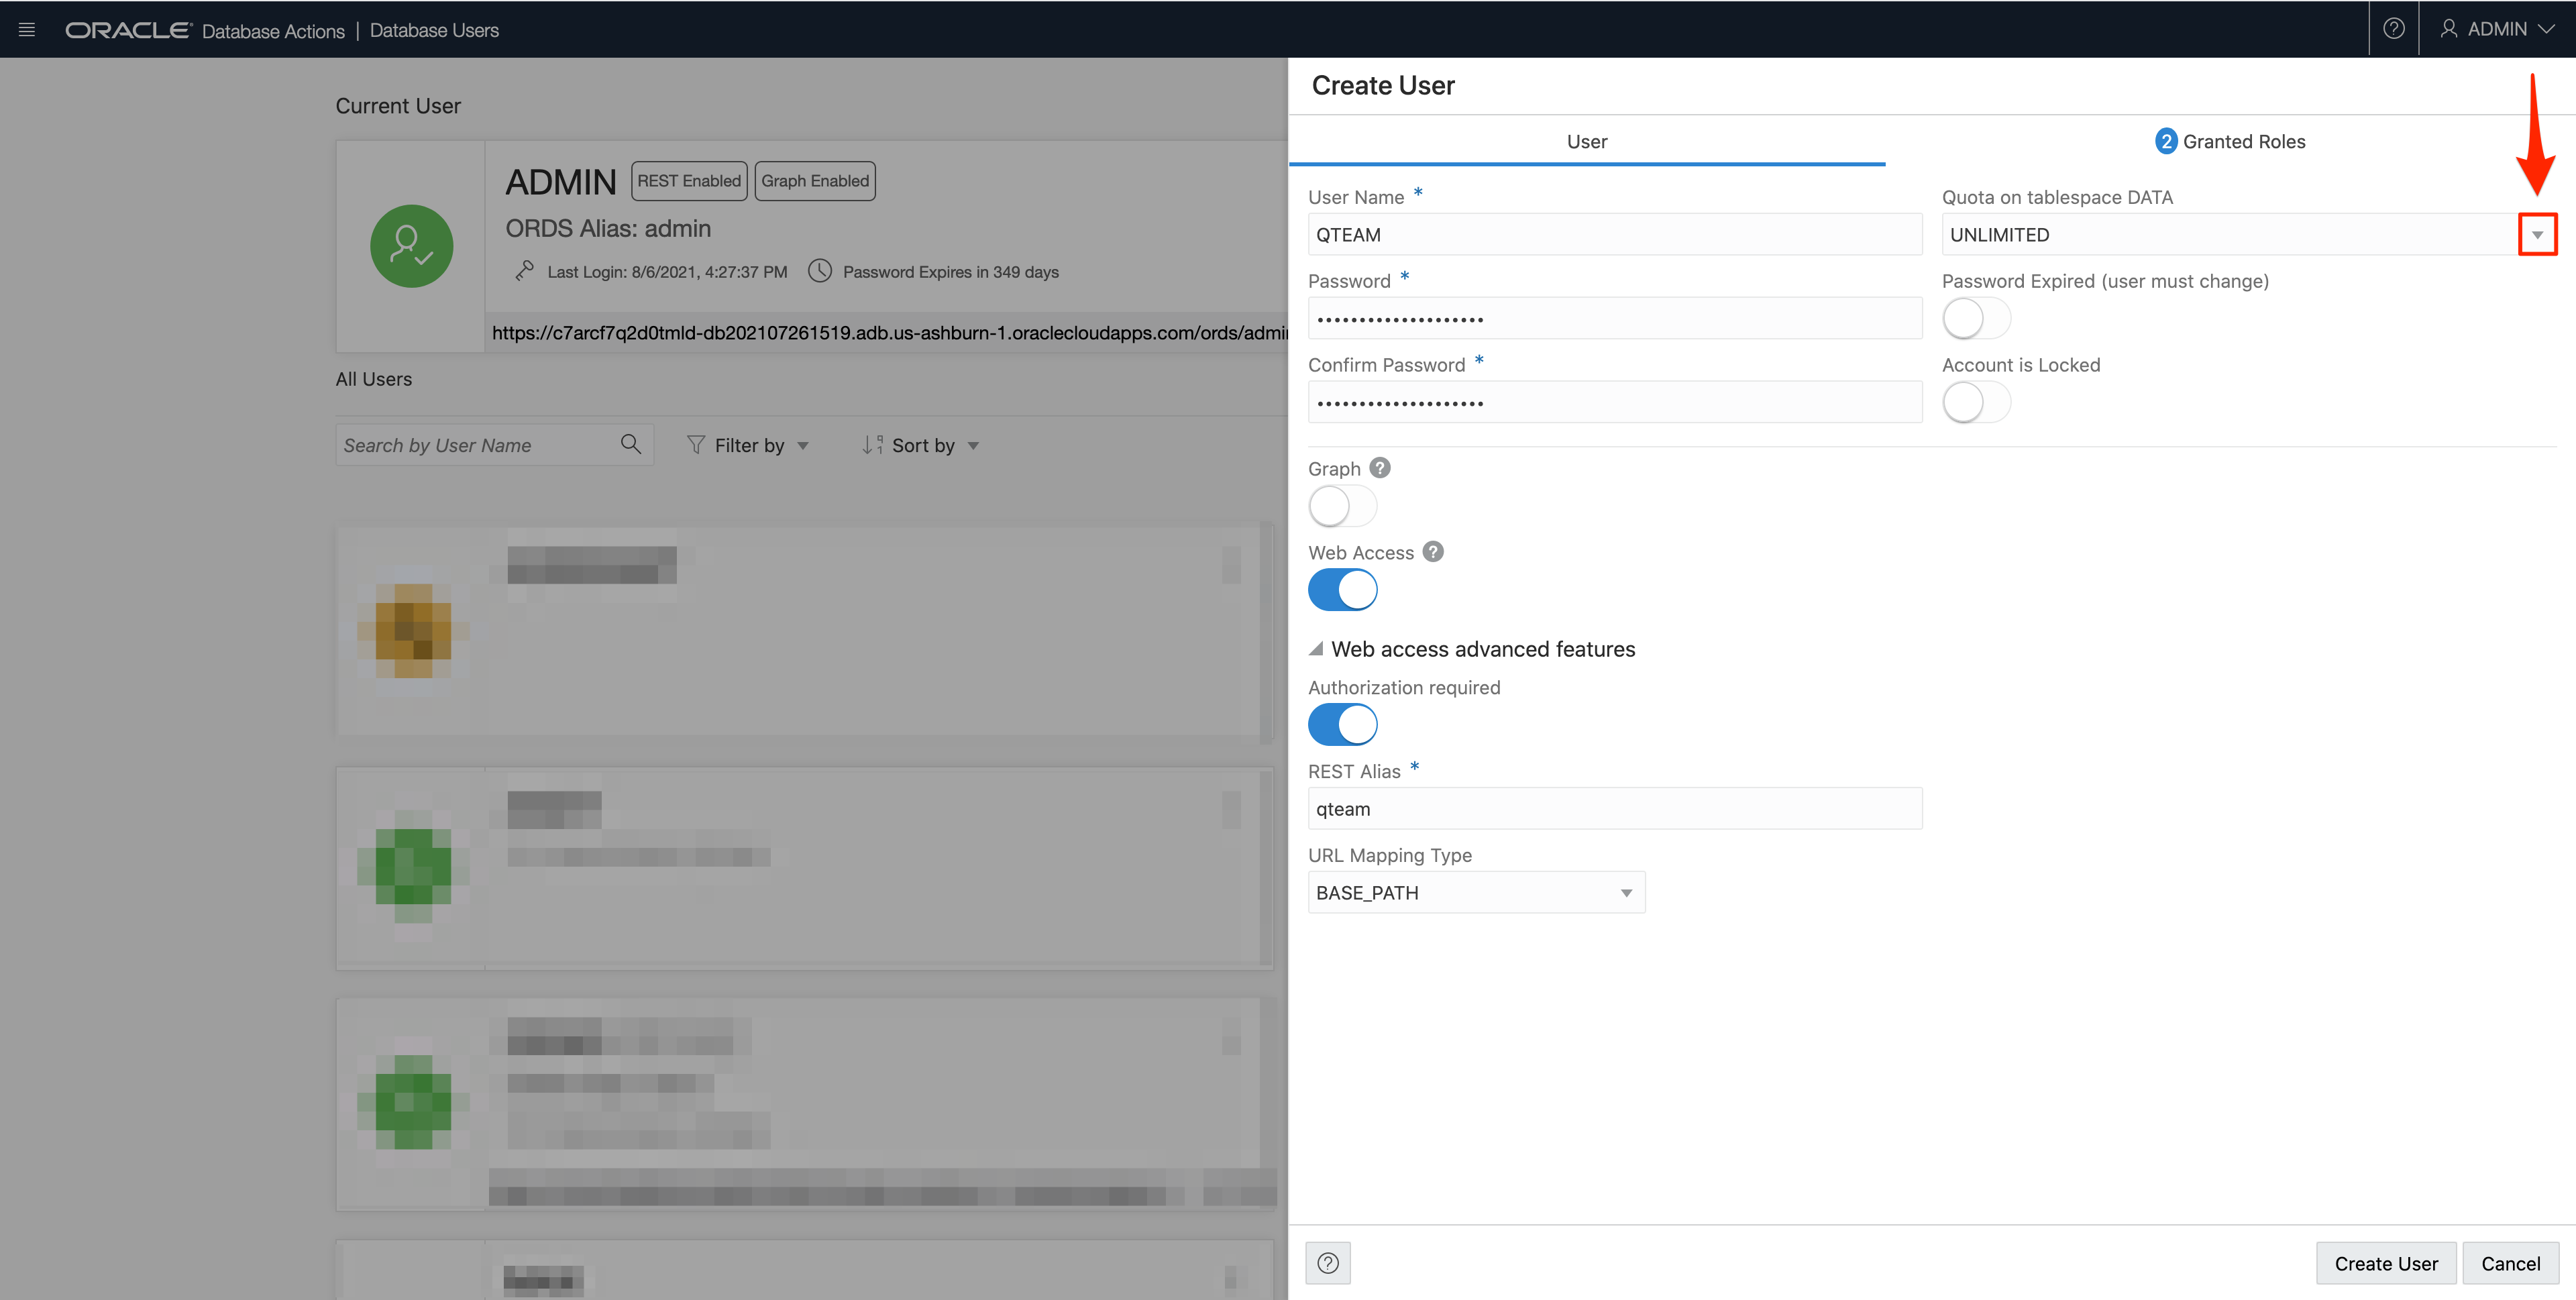 ORACLE Database Actions | Database Users
ADMIN
Current User
ADMIN REST Enabled Graph Enabled
ORDS Alias: admin
Last Login: 8/6/2021, 4:27:37 PM Password Expires in 349 days
https://c7arcf7q2d0tmld-db202107261519.adb.us-ashburn-1.oraclecloudapps.com/ords/admin
All Users
Search by User Name
Filter by
Sort by
Create User
User
2 Granted Roles
User Name *
QTEAM
Quota on tablespace DATA
UNLIMITED
Password *
••••••••••••••••••••
Password Expired (user must change)
Confirm Password *
••••••••••••••••••••
Account is Locked
Graph ?
Web Access ?
Web access advanced features
Authorization required
REST Alias *
qteam
URL Mapping Type
BASE_PATH
?
Create User
Cancel